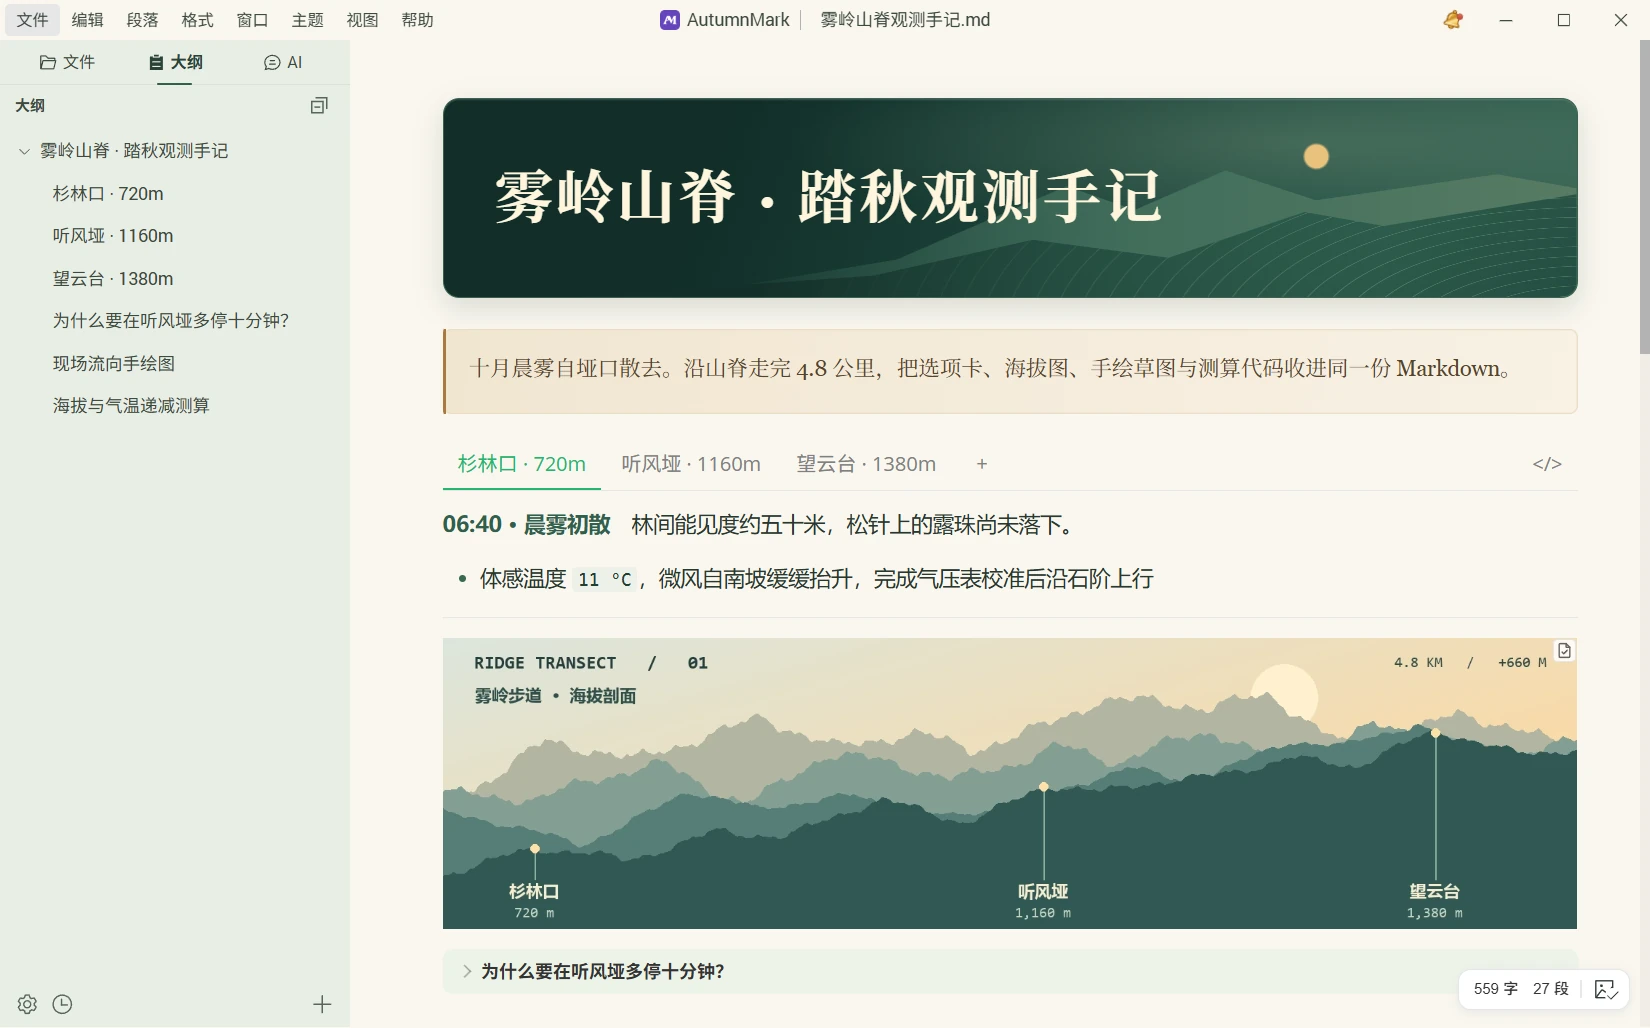 文件 编辑 段落 格式 窗口 主题 视图 帮助
AutumnMark 雾岭山脊观测手记.md
文件 大纲 AI
大纲
雾岭山脊 · 踏秋观测手记
杉林口 · 720m
听风垭 · 1160m
望云台 · 1380m
为什么要在听风垭多停十分钟？
现场流向手绘图
海拔与气温递减测算
雾岭山脊 · 踏秋观测手记
十月晨雾自垭口散去。沿山脊走完 4.8 公里，把选项卡、海拔图、手绘草图与测算代码收进同一份 Markdown。
杉林口 · 720m 听风垭 · 1160m 望云台 · 1380m + </>
06:40 • 晨雾初散 林间能见度约五十米，松针上的露珠尚未落下。
• 体感温度 11 °C，微风自南坡缓缓抬升，完成气压表校准后沿石阶上行
RIDGE TRANSECT / 01
4.8 KM / +660 M
雾岭步道 • 海拔剖面
杉林口 听风垭 望云台
720 m 1,160 m 1,380 m
为什么要在听风垭多停十分钟？
559 字 27 段